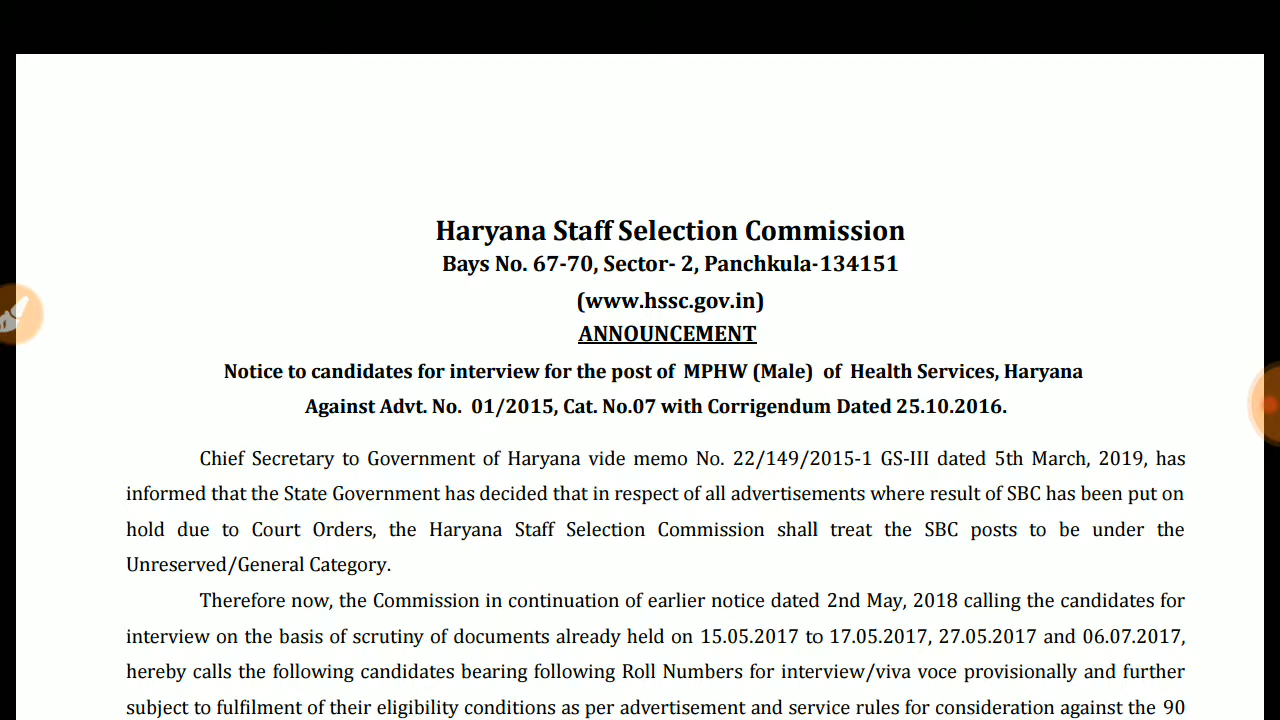 Haryana Staff Selection Commission
Bays No. 67-70, Sector- 2, Panchkula-134151
(www.hssc.gov.in)
ANNOUNCEMENT
Notice to candidates for interview for the post of MPHW (Male) of Health Services, Haryana
Against Advt. No. 01/2015, Cat. No.07 with Corrigendum Dated 25.10.2016.
Chief Secretary to Government of Haryana vide memo No. 22/149/2015-1 GS-III dated 5th March, 2019, has
informed that the State Government has decided that in respect of all advertisements where result of SBC has been put on
hold due to Court Orders, the Haryana Staff Selection Commission shall treat the SBC posts to be under the
Unreserved/General Category.
Therefore now, the Commission in continuation of earlier notice dated 2nd May, 2018 calling the candidates for
interview on the basis of scrutiny of documents already held on 15.05.2017 to 17.05.2017, 27.05.2017 and 06.07.2017,
hereby calls the following candidates bearing following Roll Numbers for interview/viva voce provisionally and further
subject to fulfilment of their eligibility conditions as per advertisement and service rules for consideration against the 90